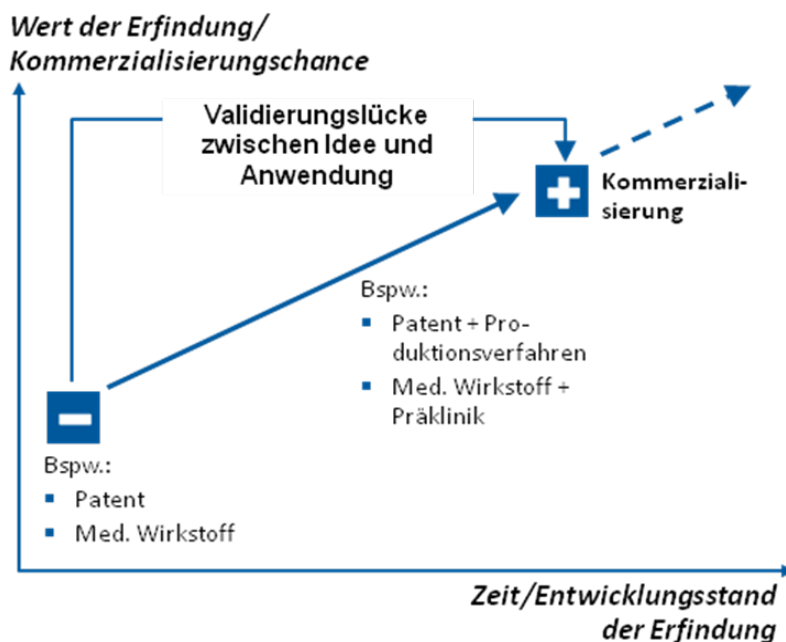 Wert der Erfindung/
Kommerzialisierungschance
Validierungslücke
zwischen Idee und
Anwendung
Kommerziali-
sierung
Bspw.:
Patent + Pro-
duktionsverfahren
Med. Wirkstoff +
Präklinik
Bspw.:
Patent
Med. Wirkstoff
Zeit/Entwicklungsstand
der Erfindung